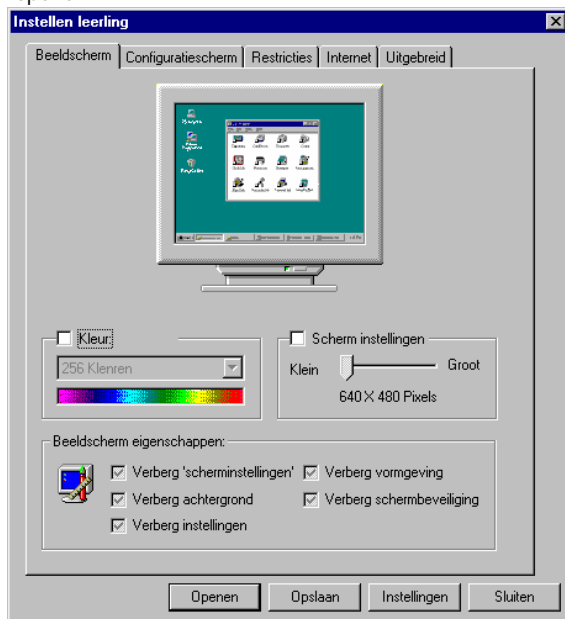 Instellen leerling
Beeldscherm Configuratiescherm Restricties Internet Uitgebreid
Kleur:
Scherm instellingen
256 Klenren
Klein Groot
640 X 480 Pixels
Beeldscherm eigenschappen:
Verberg 'scherminstellingen' Verberg vormgeving
Verberg achtergrond Verberg schermbeveiliging
Verberg instellingen
Openen Opslaan Instellingen Sluiten